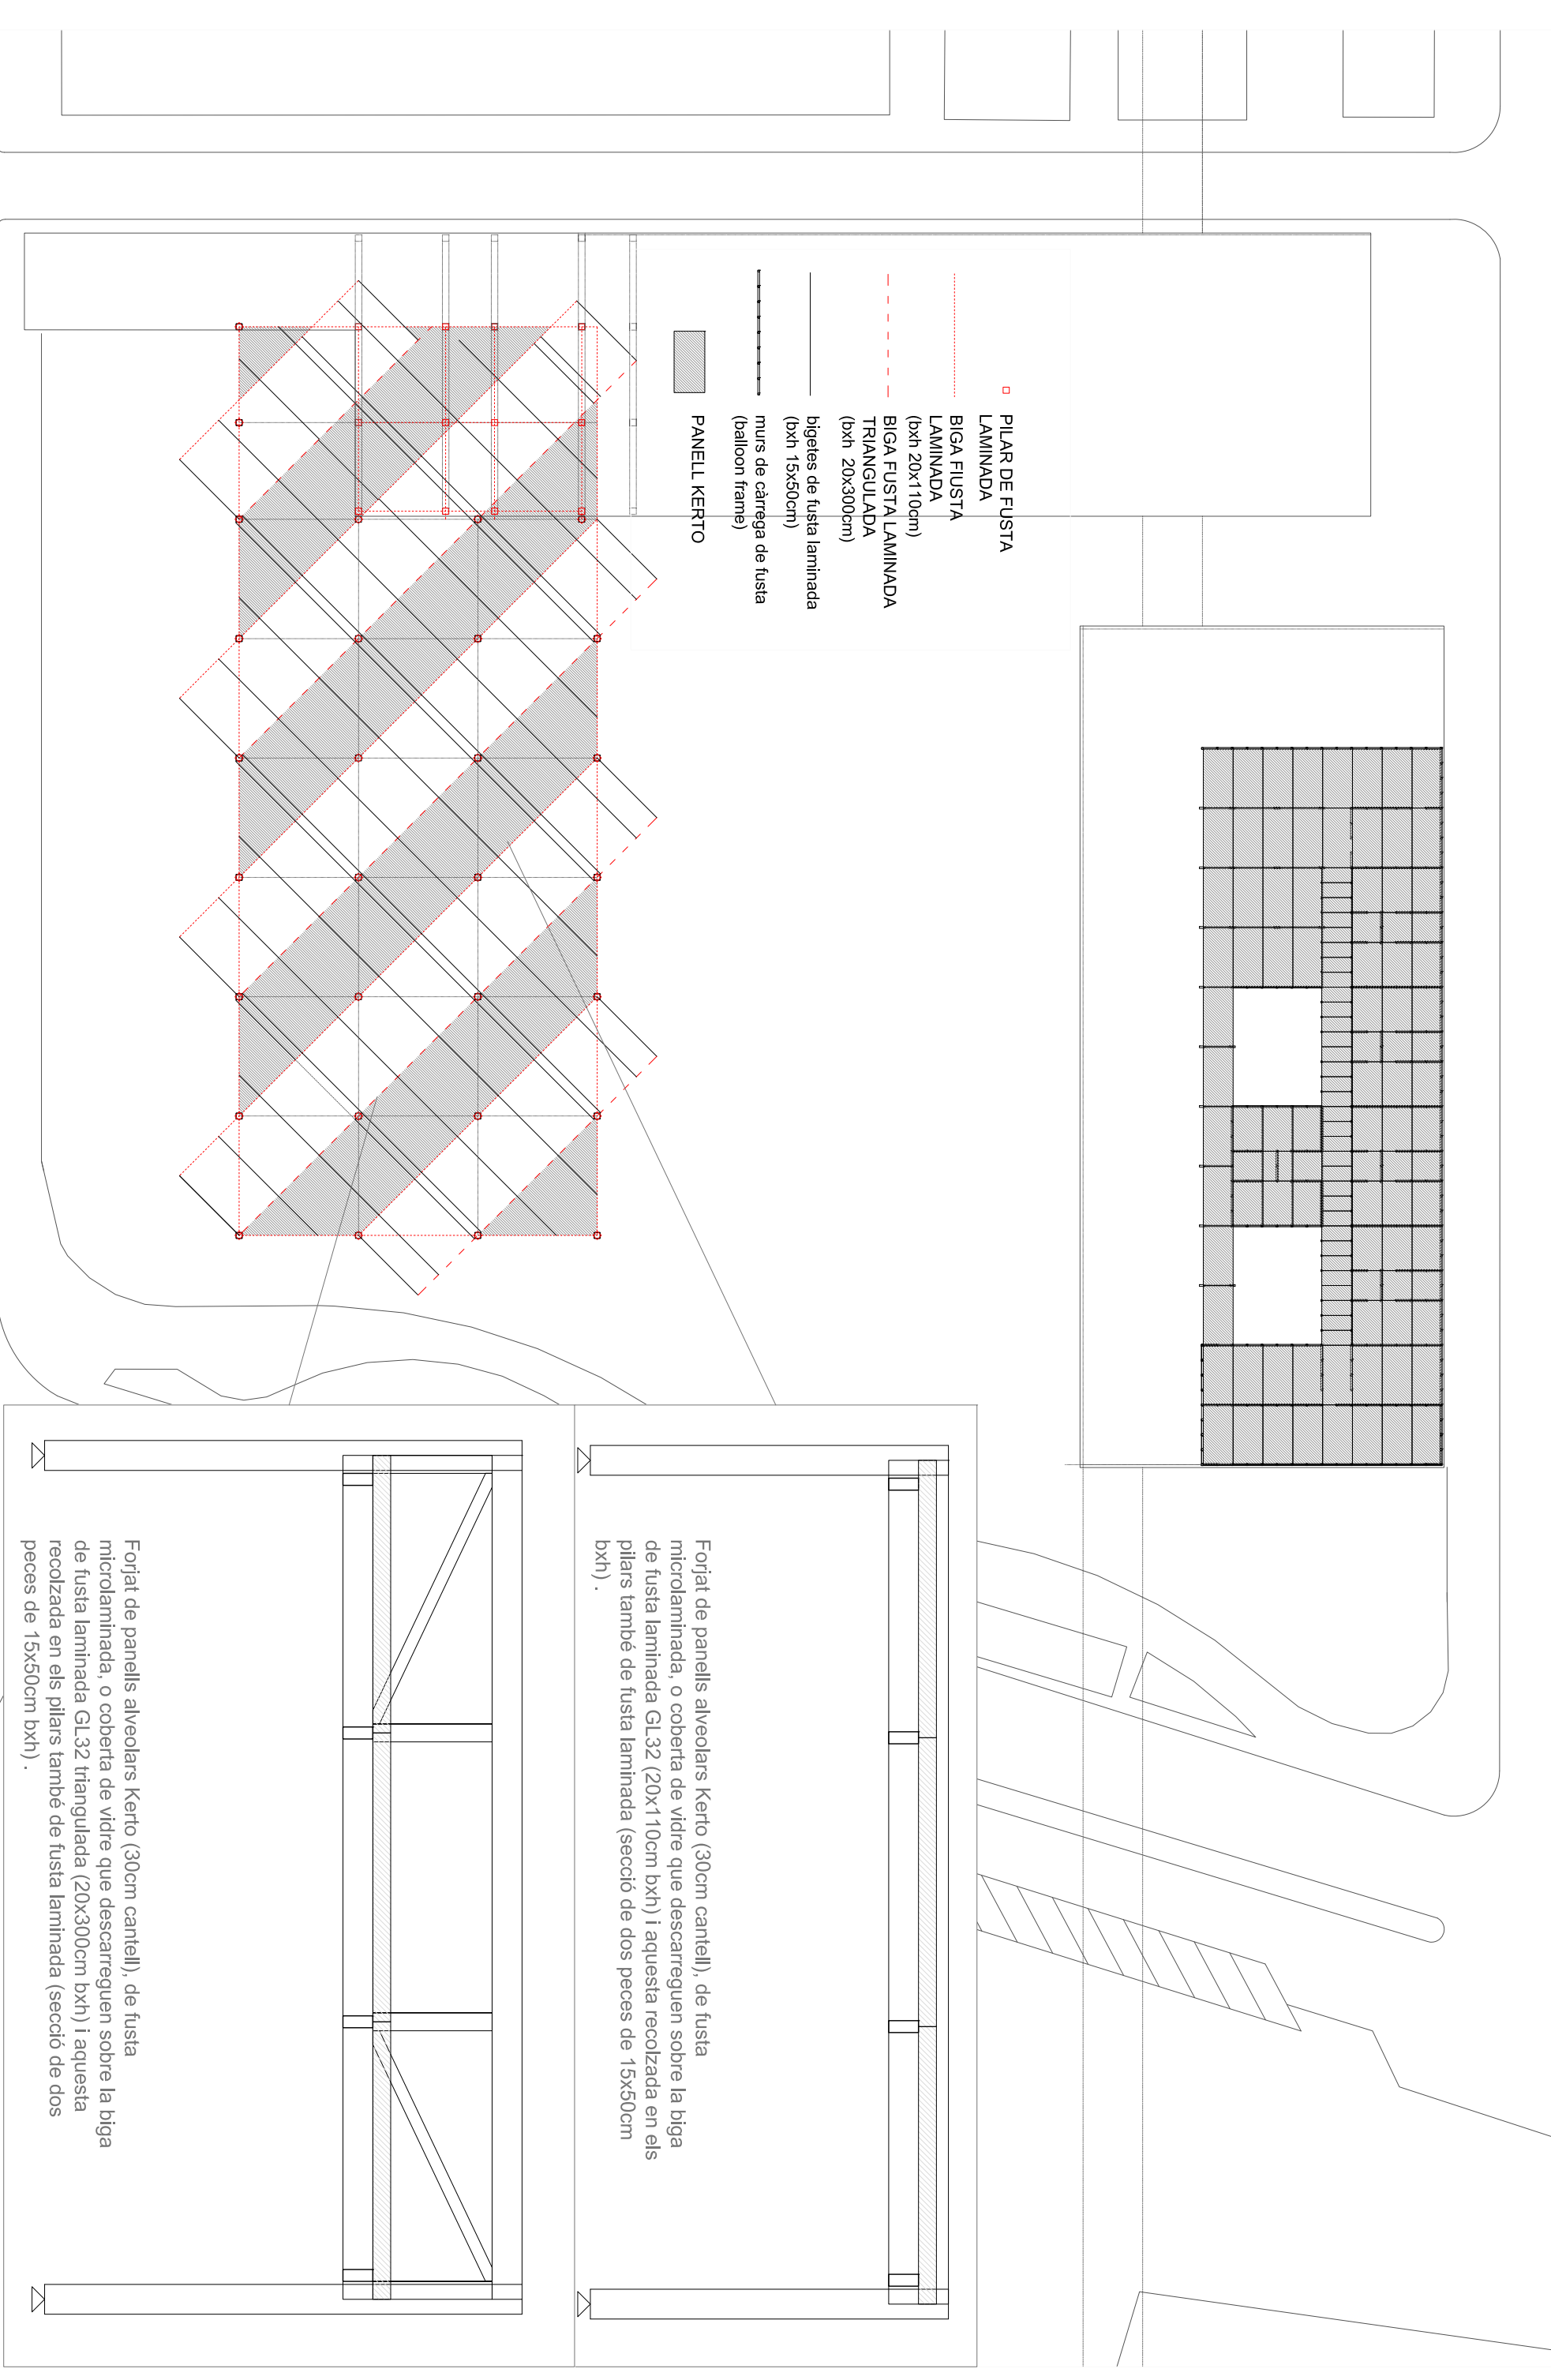 PILAR DE FUSTA
LAMINADA
BIGA FIUSTA
LAMINADA
(bxh 20x110cm)
BIGA FUSTA LAMINADA
TRIANGULADA
(bxh 20x300cm)
bigetes de fusta laminada
(bxh 15x50cm)
murs de càrrega de fusta
(balloon frame)
PANELL KERTO
Forjat de panells alveolars Kerto (30cm cantell), de fusta
microlaminada, o coberta de vidre que descarreguen sobre la biga
de fusta laminada GL32 (20x110cm bxh) i aquesta recolzada en els
pilars també de fusta laminada (secció de dos peces de 15x50cm
bxh) .
Forjat de panells alveolars Kerto (30cm cantell), de fusta
microlaminada, o coberta de vidre que descarreguen sobre la biga
de fusta laminada GL32 triangulada (20x300cm bxh) i aquesta
recolzada en els pilars també de fusta laminada (secció de dos
peces de 15x50cm bxh) .